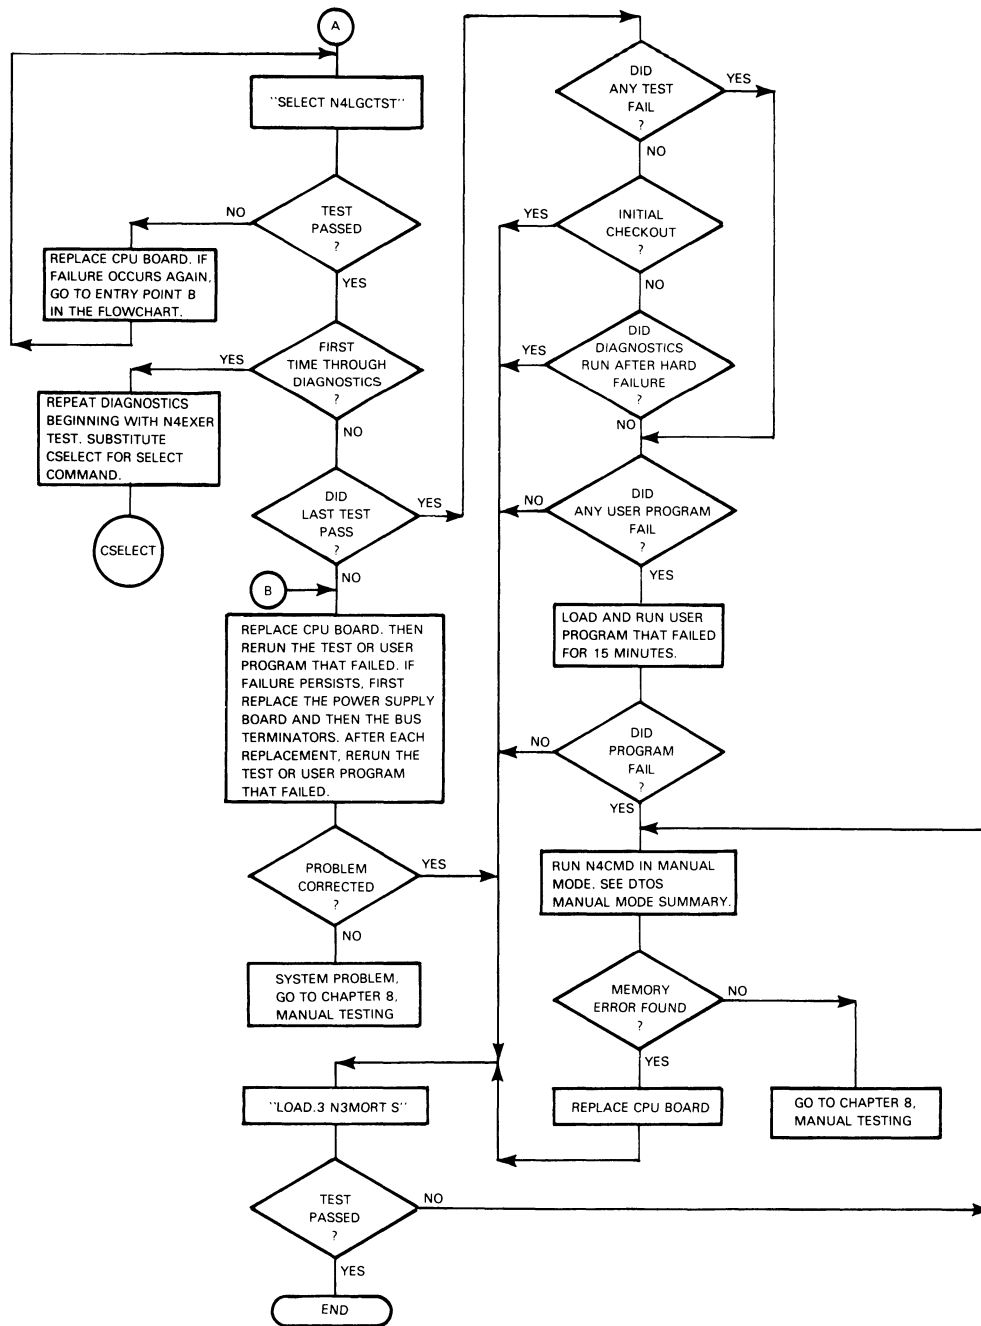 A
"SELECT N4LGCTST"
TEST
PASSED
?
NO
YES
REPLACE CPU BOARD. IF
FAILURE OCCURS AGAIN,
GO TO ENTRY POINT B
IN THE FLOWCHART.
FIRST
TIME THROUGH
DIAGNOSTICS
?
YES
NO
REPEAT DIAGNOSTICS
BEGINNING WITH N4EXER
TEST. SUBSTITUTE
CSELECT FOR SELECT
COMMAND.
CSELECT
DID
LAST TEST
PASS
?
YES
NO
B
REPLACE CPU BOARD. THEN
RERUN THE TEST OR USER
PROGRAM THAT FAILED. IF
FAILURE PERSISTS, FIRST
REPLACE THE POWER SUPPLY
BOARD AND THEN THE BUS
TERMINATORS. AFTER EACH
REPLACEMENT, RERUN THE
TEST OR USER PROGRAM
THAT FAILED.
PROBLEM
CORRECTED
?
YES
NO
SYSTEM PROBLEM,
GO TO CHAPTER 8,
MANUAL TESTING
"LOAD.3 N3MORT S"
TEST
PASSED
?
NO
YES
END
DID
ANY TEST
FAIL
?
YES
NO
INITIAL
CHECKOUT
?
YES
NO
DID
DIAGNOSTICS
RUN AFTER HARD
FAILURE
?
YES
NO
DID
ANY USER PROGRAM
FAIL
?
NO
YES
LOAD AND RUN USER
PROGRAM THAT FAILED
FOR 15 MINUTES.
DID
PROGRAM
FAIL
?
NO
YES
RUN N4CMD IN MANUAL
MODE. SEE DTOS
MANUAL MODE SUMMARY.
MEMORY
ERROR FOUND
?
NO
YES
REPLACE CPU BOARD
GO TO CHAPTER 8,
MANUAL TESTING